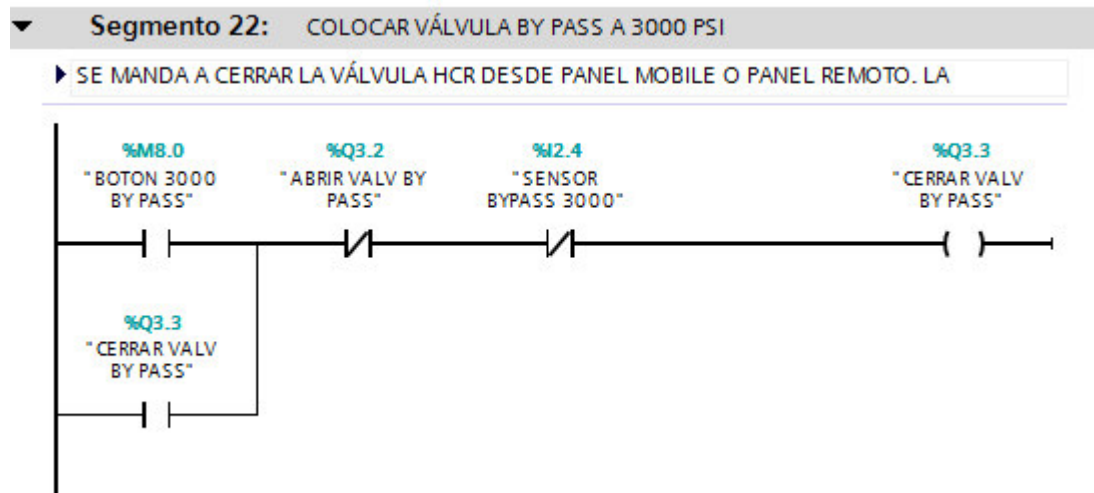 Segmento 22: COLOCAR VÁLVULA BY PASS A 3000 PSI
SE MANDA A CERRAR LA VÁLVULA HCR DESDE PANEL MOBILE O PANEL REMOTO. LA
%M8.0
"BOTON 3000
BY PASS"
%Q3.2
"ABRIR VALV BY
PASS"
%I2.4
"SENSOR
BYPASS 3000"
%Q3.3
"CERRAR VALV
BY PASS"
%Q3.3
"CERRAR VALV
BY PASS"